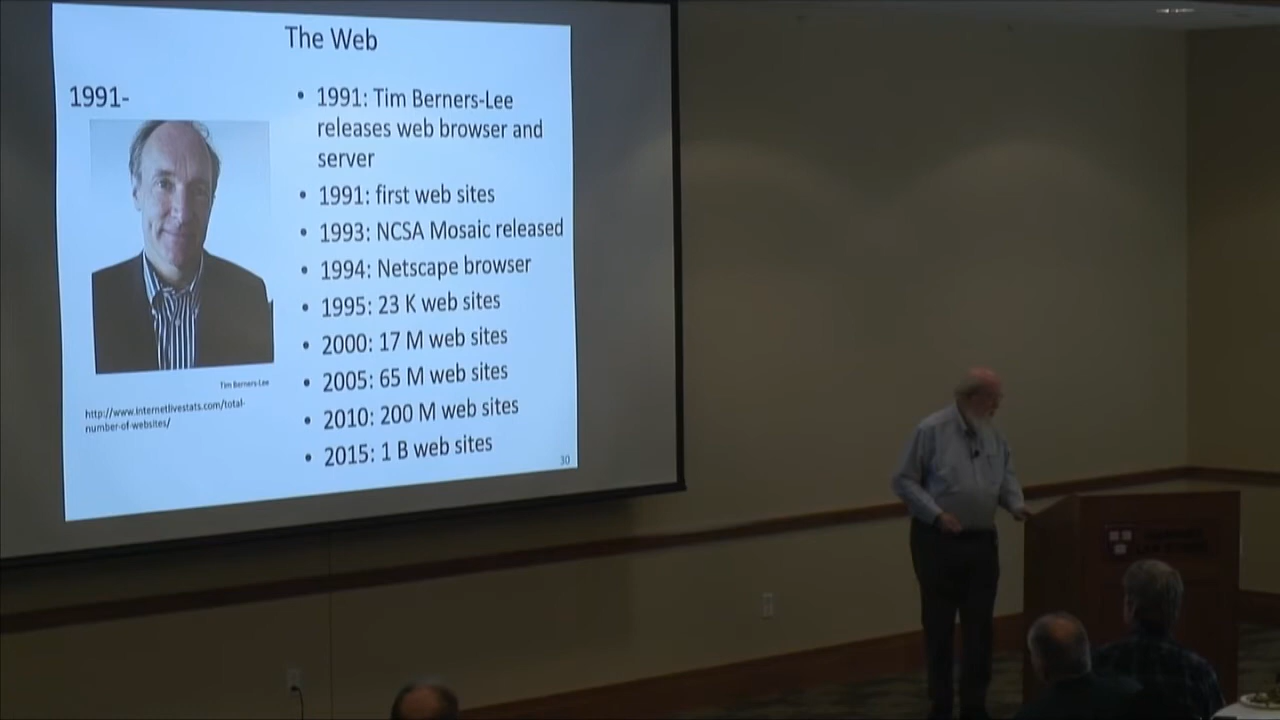 The Web
1991-
Tim Berners-Lee
http://www.internetlivestats.com/total-
number-of-websites/
• 1991: Tim Berners-Lee
releases web browser and
server
• 1991: first web sites
• 1993: NCSA Mosaic released
• 1994: Netscape browser
• 1995: 23 K web sites
• 2000: 17 M web sites
• 2005: 65 M web sites
• 2010: 200 M web sites
• 2015: 1 B web sites
30